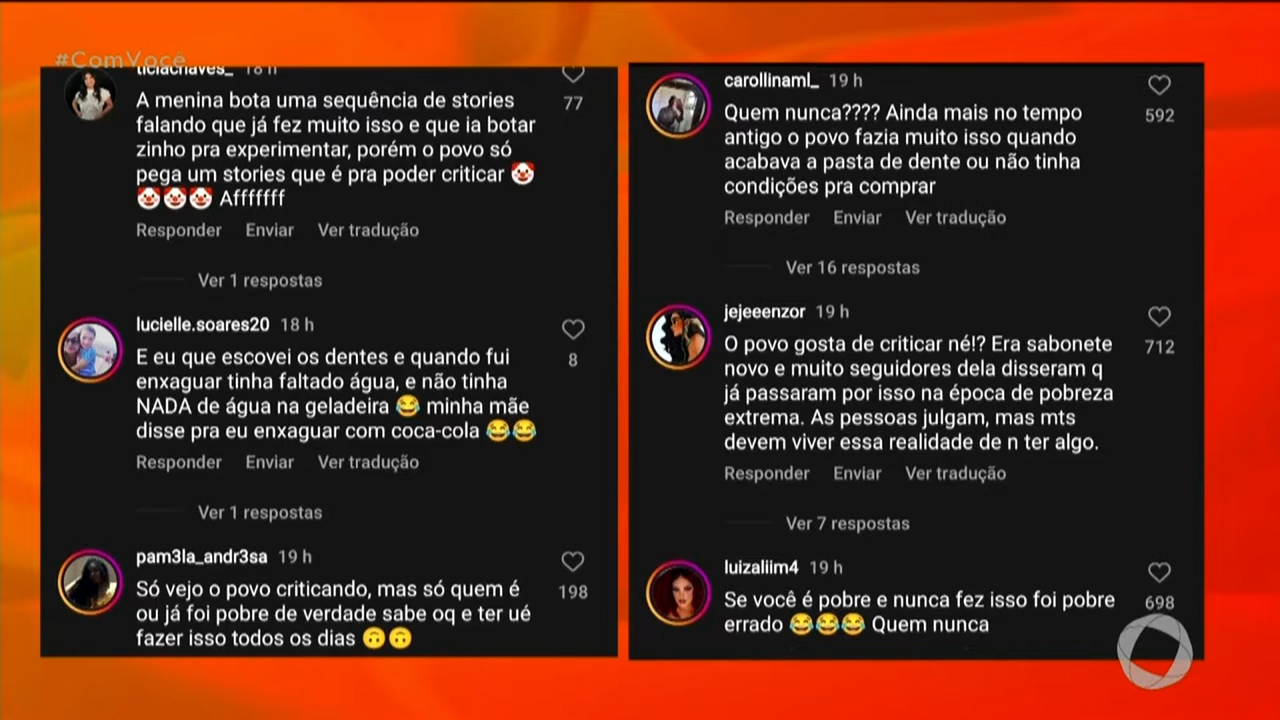 #ComVocê
ticiachaves_ 18 h
A menina bota uma sequência de stories
falando que já fez muito isso e que ia botar
zinho pra experimentar, porém o povo só
pega um stories que é pra poder criticar 🤡
🤡🤡🤡 Afffffff
77
Responder Enviar Ver tradução
Ver 1 respostas
lucielle.soares20 18 h
E eu que escovei os dentes e quando fui
enxaguar tinha faltado água, e não tinha
NADA de água na geladeira 😂 minha mãe
disse pra eu enxaguar com coca-cola 😂😂
8
Responder Enviar Ver tradução
Ver 1 respostas
pam3la_andr3sa 19 h
Só vejo o povo criticando, mas só quem é
ou já foi pobre de verdade sabe oq e ter ué
fazer isso todos os dias 🙃🙃
198
carollinaml_ 19 h
Quem nunca???? Ainda mais no tempo
antigo o povo fazia muito isso quando
acabava a pasta de dente ou não tinha
condições pra comprar
592
Responder Enviar Ver tradução
Ver 16 respostas
jejeeenzor 19 h
O povo gosta de criticar né!? Era sabonete
novo e muito seguidores dela disseram q
já passaram por isso na época de pobreza
extrema. As pessoas julgam, mas mts
devem viver essa realidade de n ter algo.
712
Responder Enviar Ver tradução
Ver 7 respostas
luizaliim4 19 h
Se você é pobre e nunca fez isso foi pobre
errado 😂😂😂 Quem nunca
698